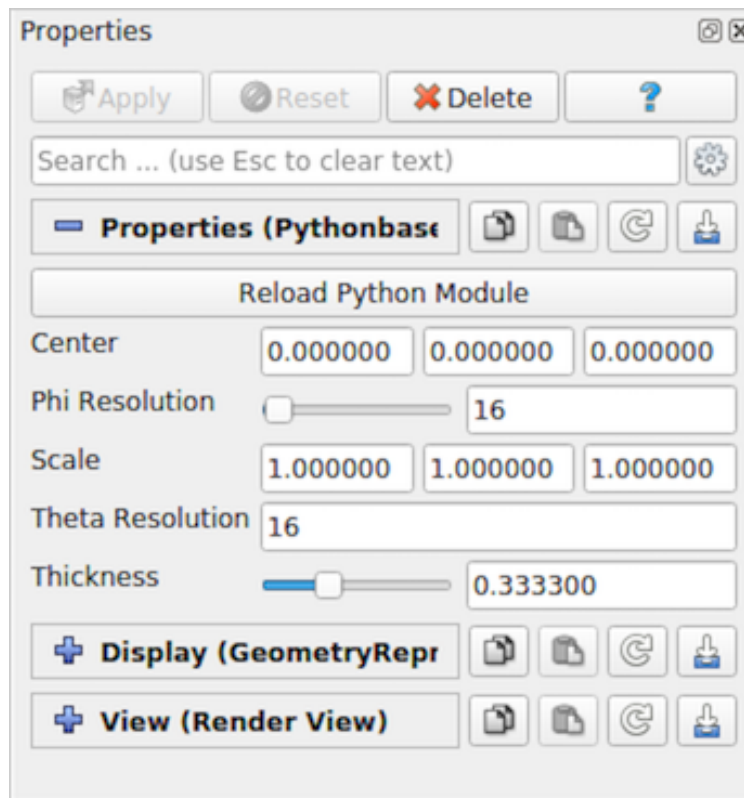 Properties
Apply Reset Delete ?
Search ... (use Esc to clear text)
Properties (Pythonbase
Reload Python Module
Center 0.000000 0.000000 0.000000
Phi Resolution 16
Scale 1.000000 1.000000 1.000000
Theta Resolution 16
Thickness 0.333300
Display (GeometryRepr
View (Render View)